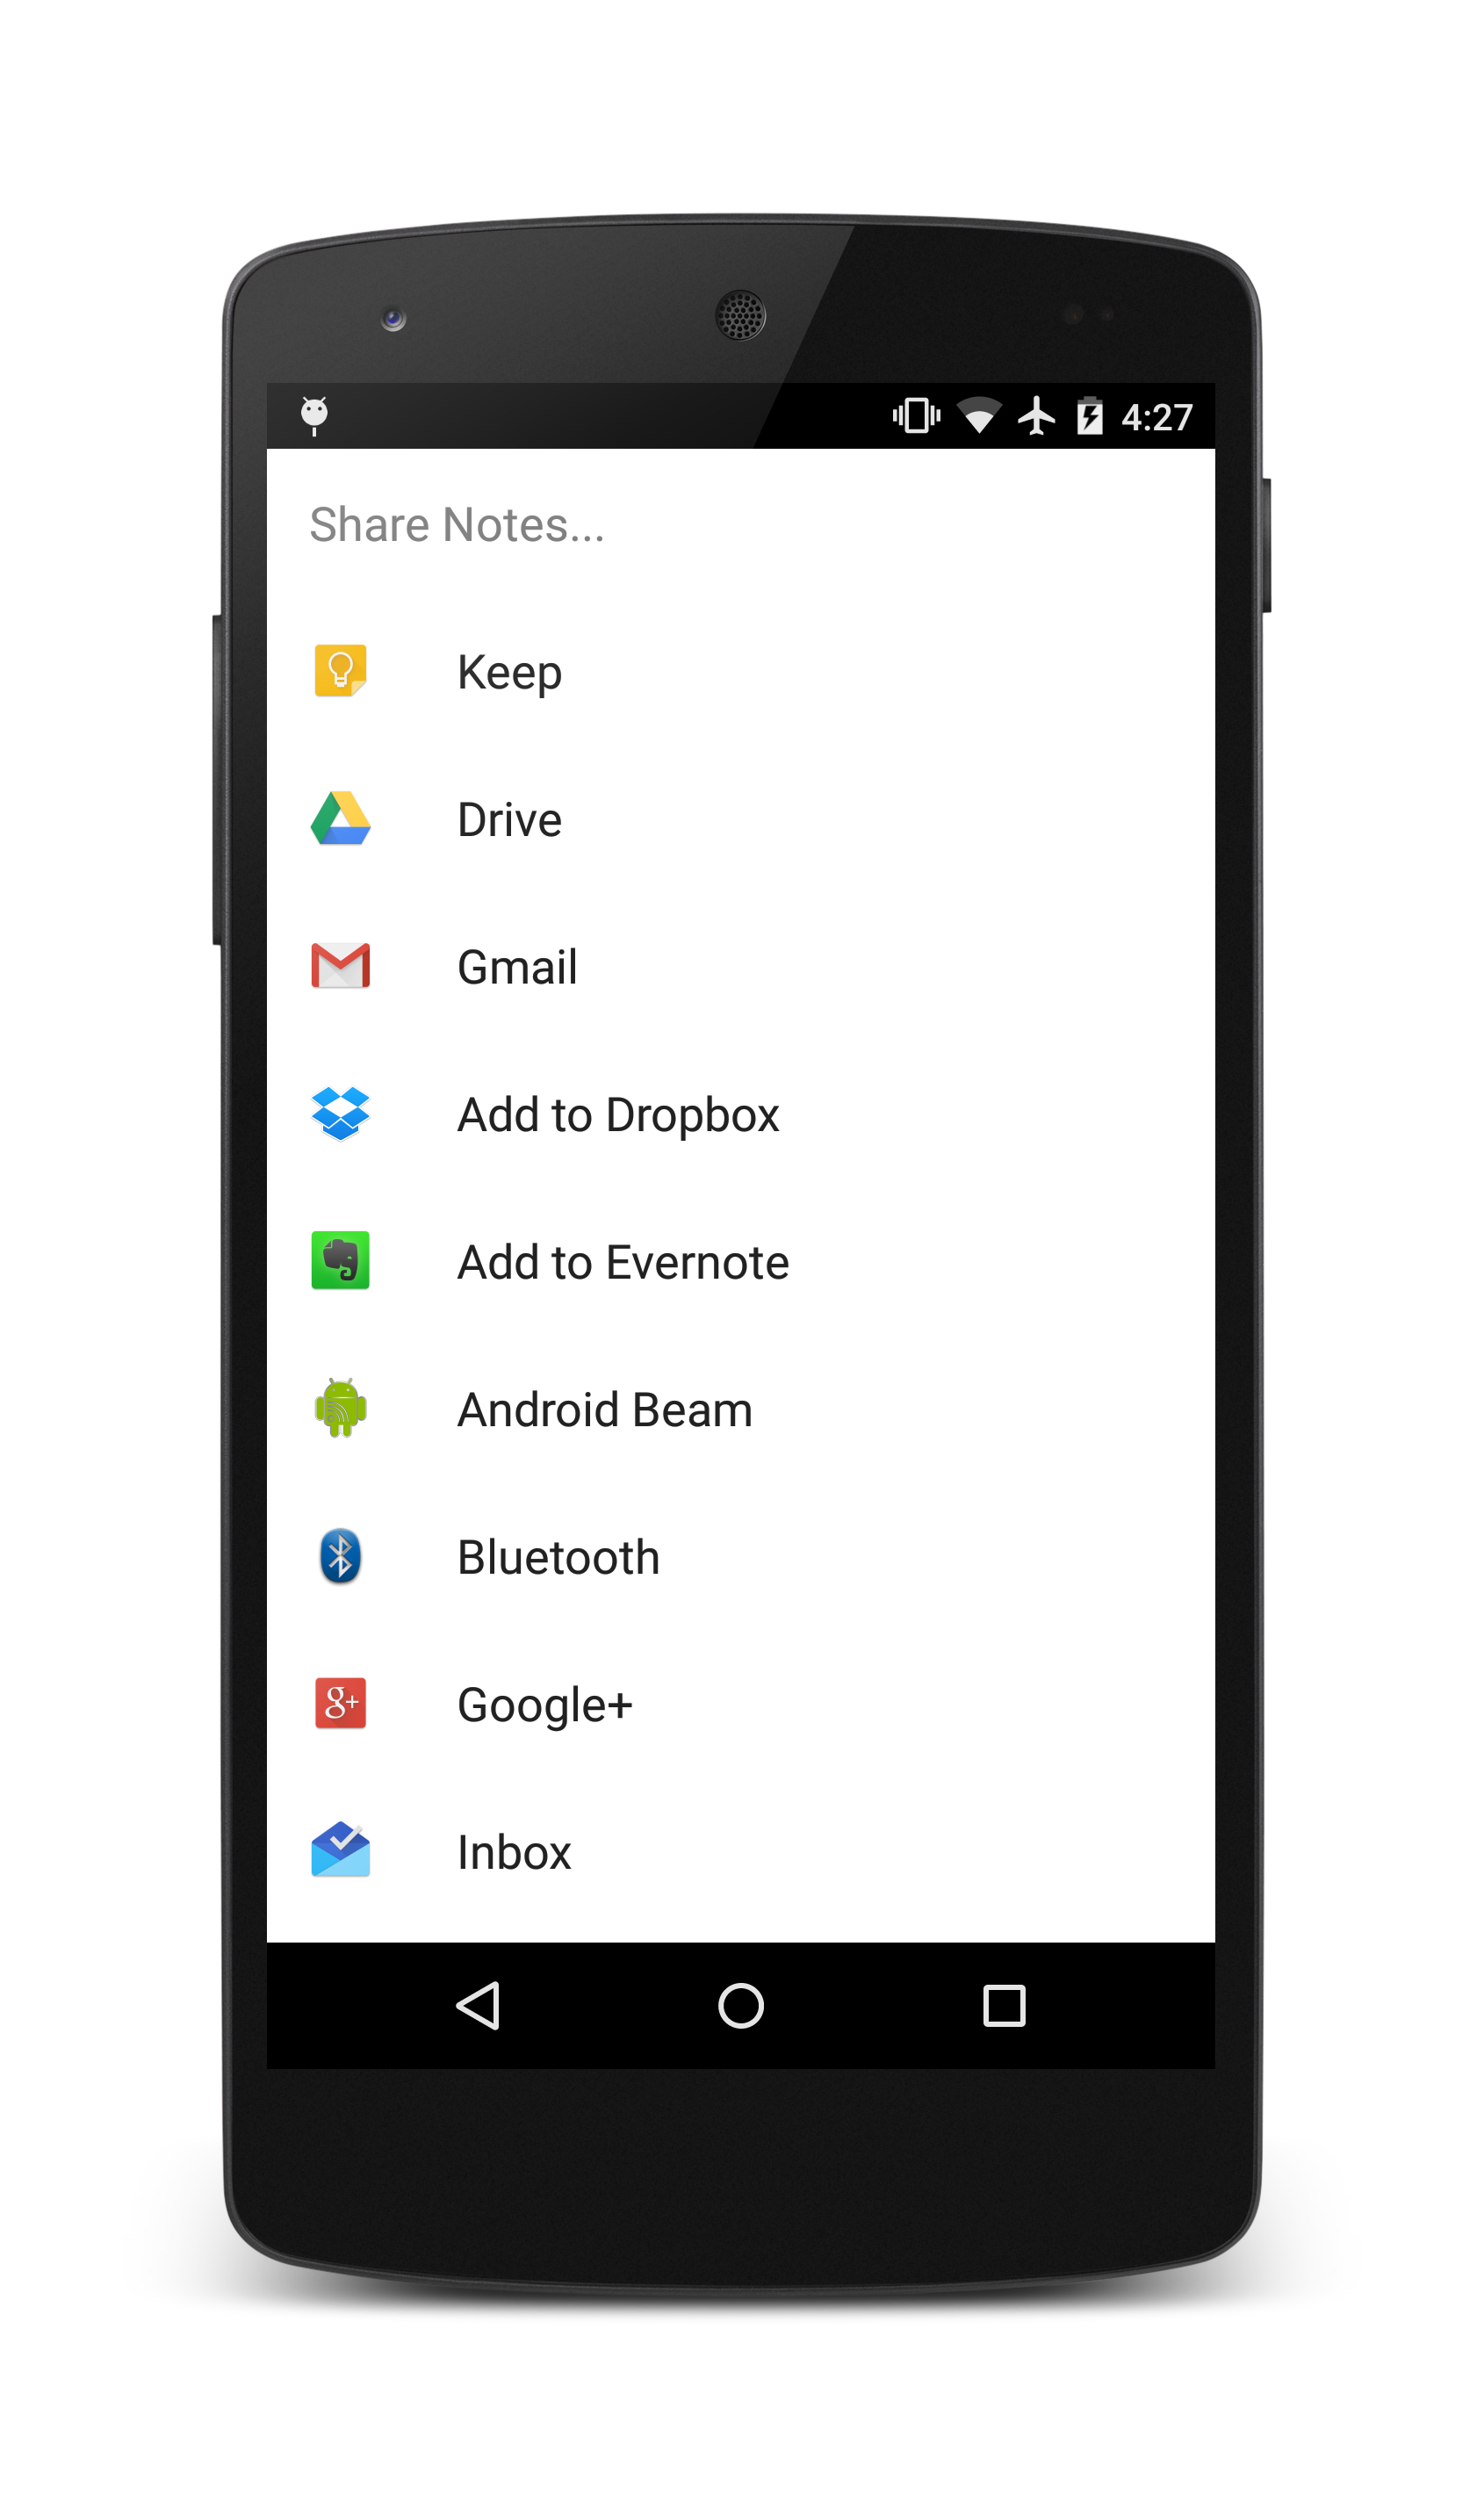 4:27
Share Notes...
Keep
Drive
Gmail
Add to Dropbox
Add to Evernote
Android Beam
Bluetooth
g+ Google+
Inbox